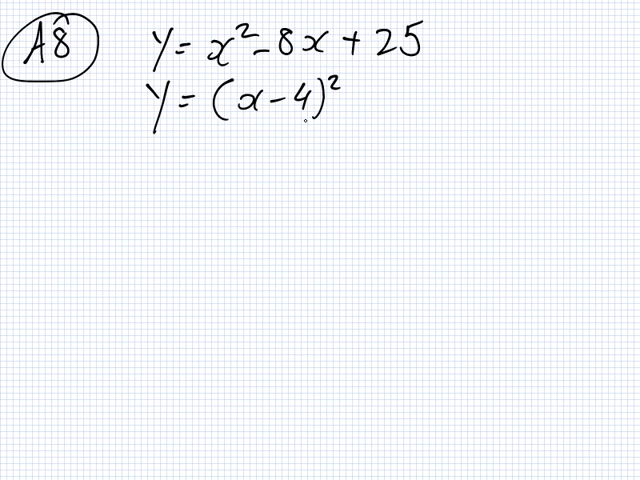 A8
y = x² - 8x + 25
y = (x - 4)²